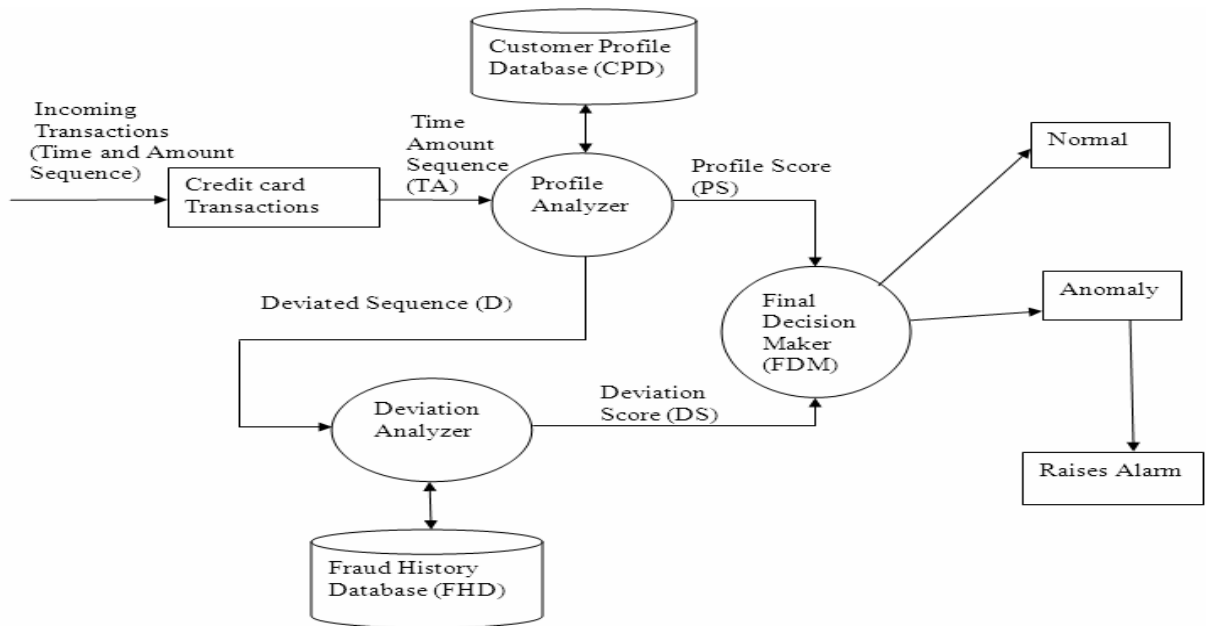 Customer Profile
Database (CPD)
Incoming
Transactions
(Time and Amount
Sequence)
Time
Amount
Sequence
(TA)
Credit card
Transactions
Profile
Analyzer
Profile Score
(PS)
Normal
Deviated Sequence (D)
Final
Decision
Maker
(FDM)
Anomaly
Deviation
Analyzer
Deviation
Score (DS)
Raises Alarm
Fraud History
Database (FHD)